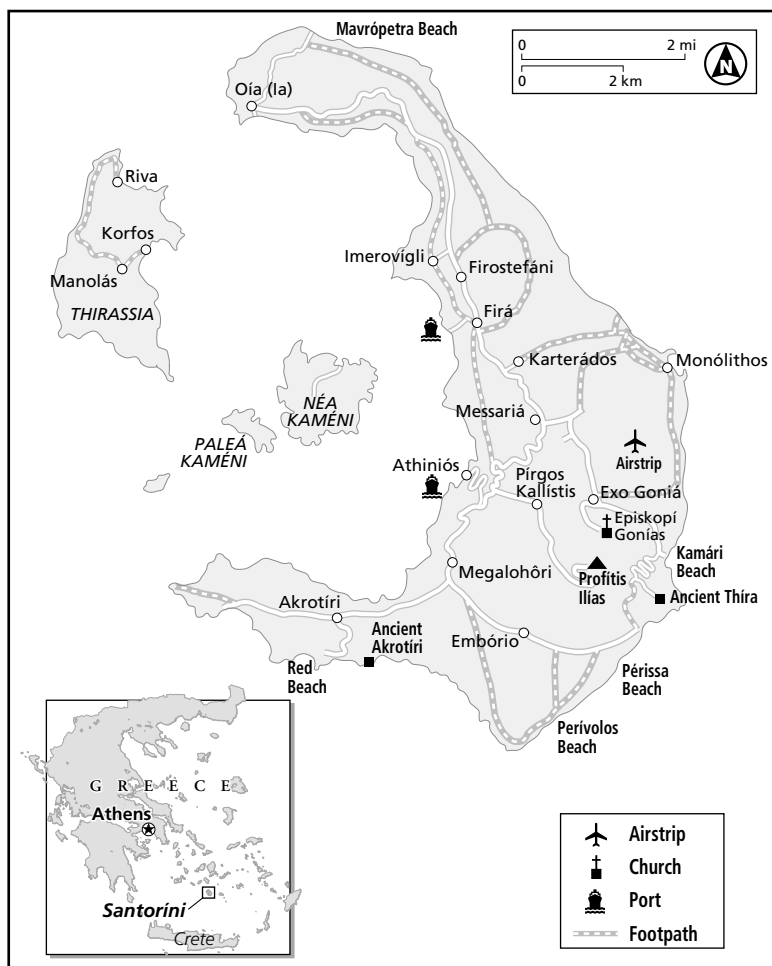 Mavrópetra Beach
0 2 mi
0 2 km
N
Oía (Ia)
Riva
Korfos
Manolás
THIRASSIA
Imerovígli
Firostefáni
Firá
Karterádos
Monólithos
NÉA
KAMÉNI
Messariá
PALEÁ
KAMÉNI
Airstrip
Athiniós
Pírgos
Kallístis
Exo Goniá
Episkopí
Gonías
Kamári
Beach
Megalohôri
Profítis
Ilías
Ancient Thíra
Akrotíri
Ancient
Akrotíri
Embório
Red
Beach
Périssa
Beach
Perívolos
Beach
GREECE
Athens
Santoríni
Crete
Airstrip
Church
Port
Footpath